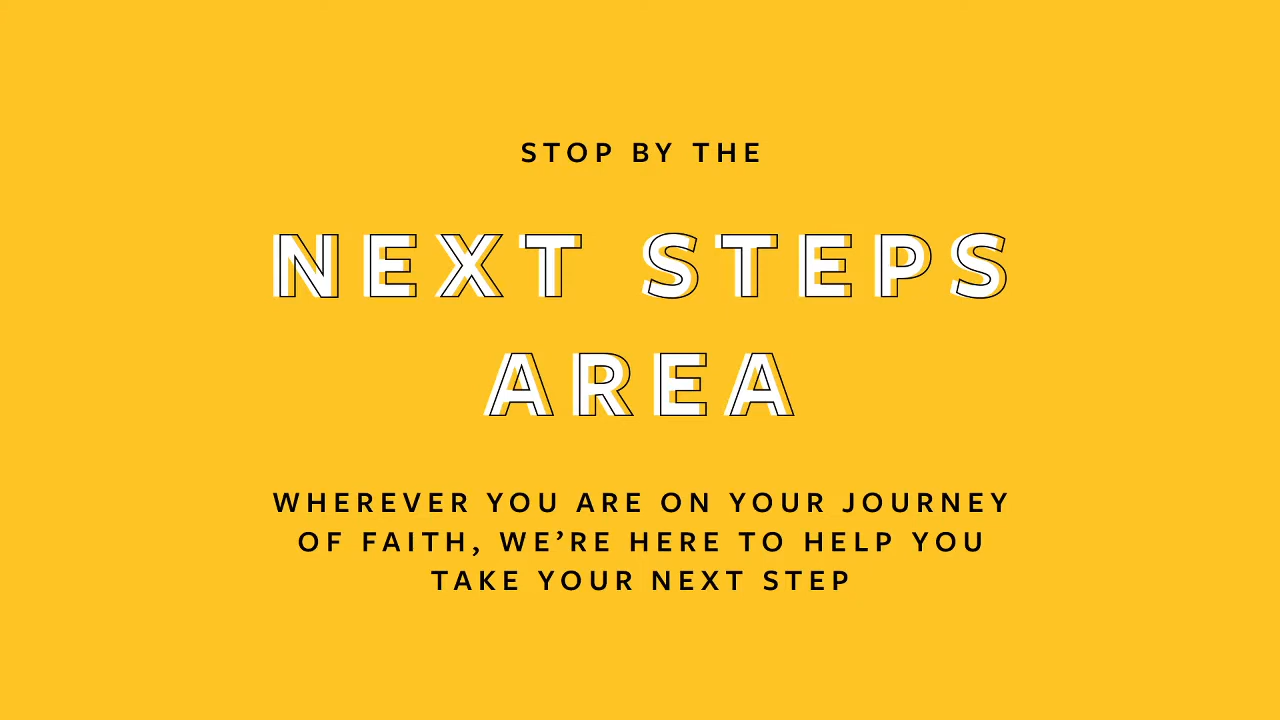 STOP BY THE
NEXT STEPS
AREA
WHEREVER YOU ARE ON YOUR JOURNEY
OF FAITH, WE’RE HERE TO HELP YOU
TAKE YOUR NEXT STEP